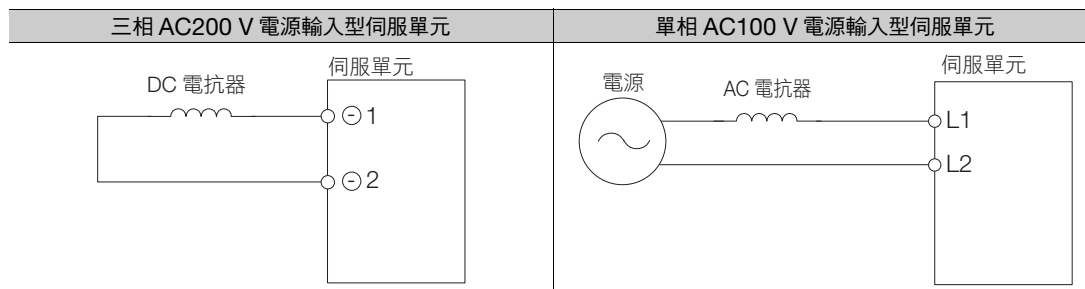 三相 AC200 V 電源輸入型伺服單元
單相 AC100 V 電源輸入型伺服單元
伺服單元
DC 電抗器
⊖ 1
⊖ 2
伺服單元
電源
AC 電抗器
L1
L2